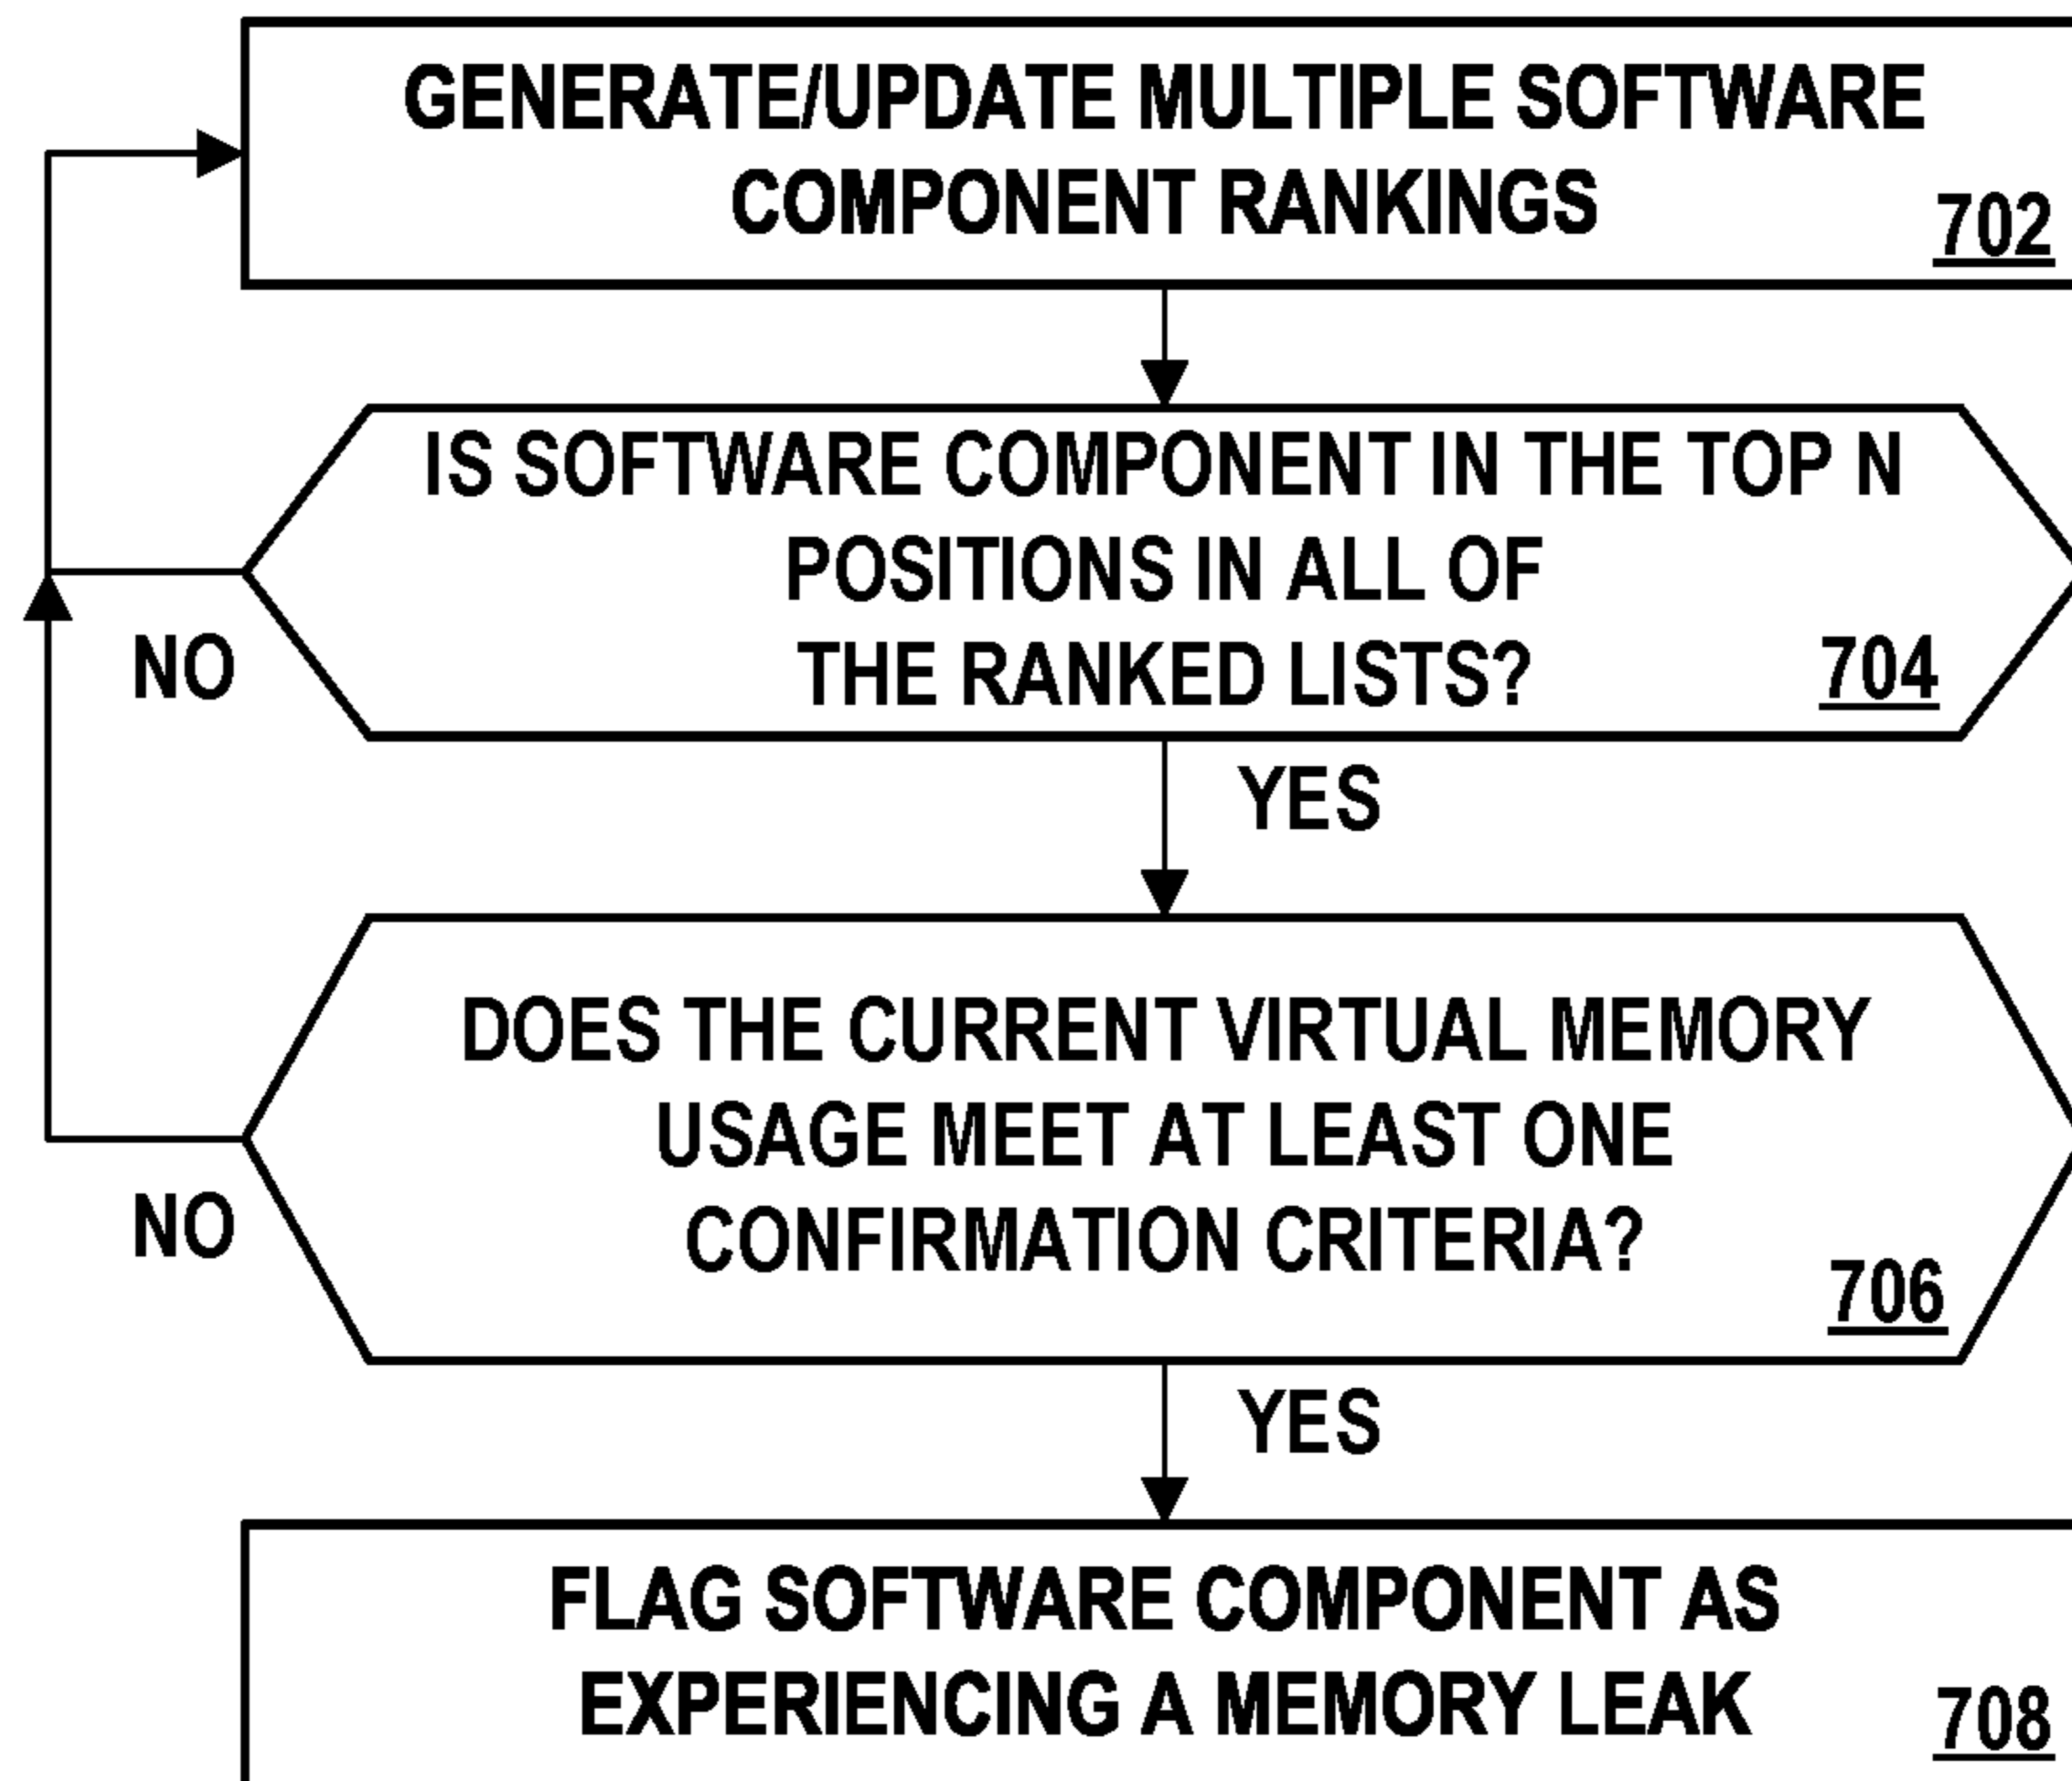 GENERATE/UPDATE MULTIPLE SOFTWARE
COMPONENT RANKINGS
702
IS SOFTWARE COMPONENT IN THE TOP N
POSITIONS IN ALL OF
THE RANKED LISTS?
704
NO
YES
DOES THE CURRENT VIRTUAL MEMORY
USAGE MEET AT LEAST ONE
CONFIRMATION CRITERIA?
706
NO
YES
FLAG SOFTWARE COMPONENT AS
EXPERIENCING A MEMORY LEAK
708